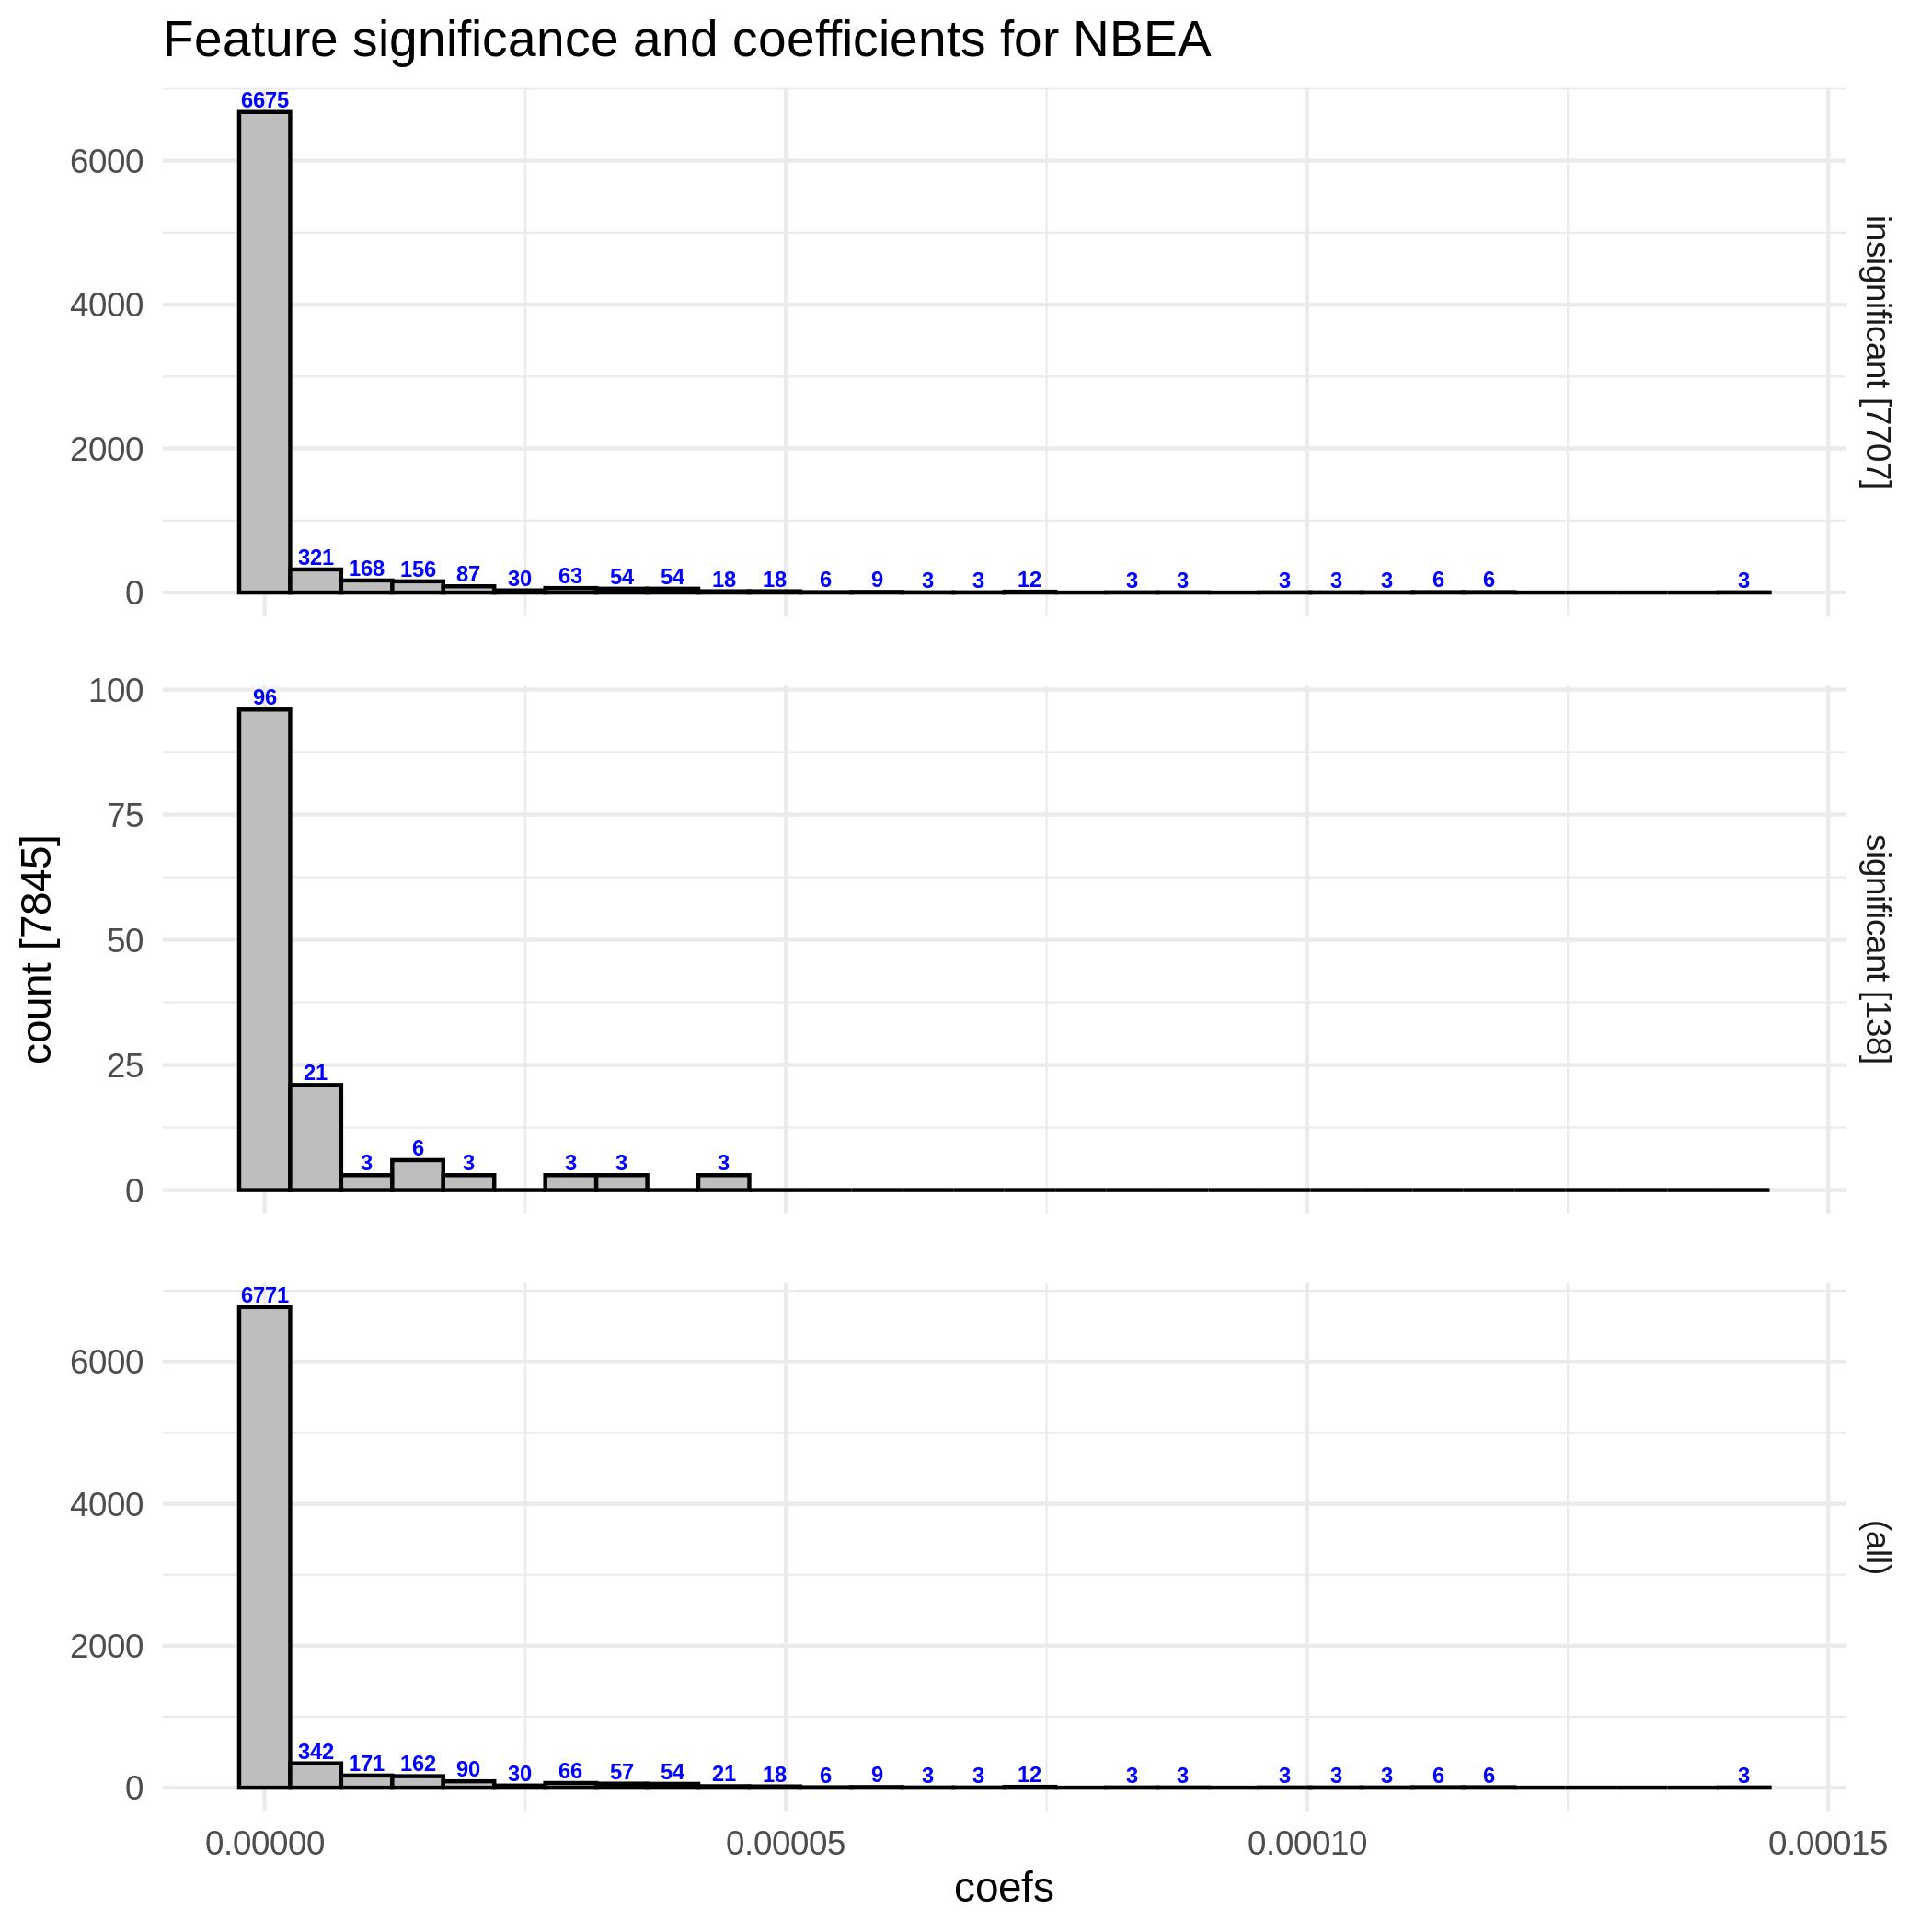 Feature significance and coefficients for NBEA
6675
6000
4000
2000
0
321 168 156 87 30 63 54 54 18 18 6 9 3 3 12 3 3 3 3 3 6 6 3
insignificant [7707]
count [7845]
100
75
50
25
0
96
21
3 6 3 3 3 3
significant [138]
6771
6000
4000
2000
0
342 171 162 90 30 66 57 54 21 18 6 9 3 3 12 3 3 3 3 3 6 6 3
(all)
0.00000 0.00005 0.00010 0.00015
coefs